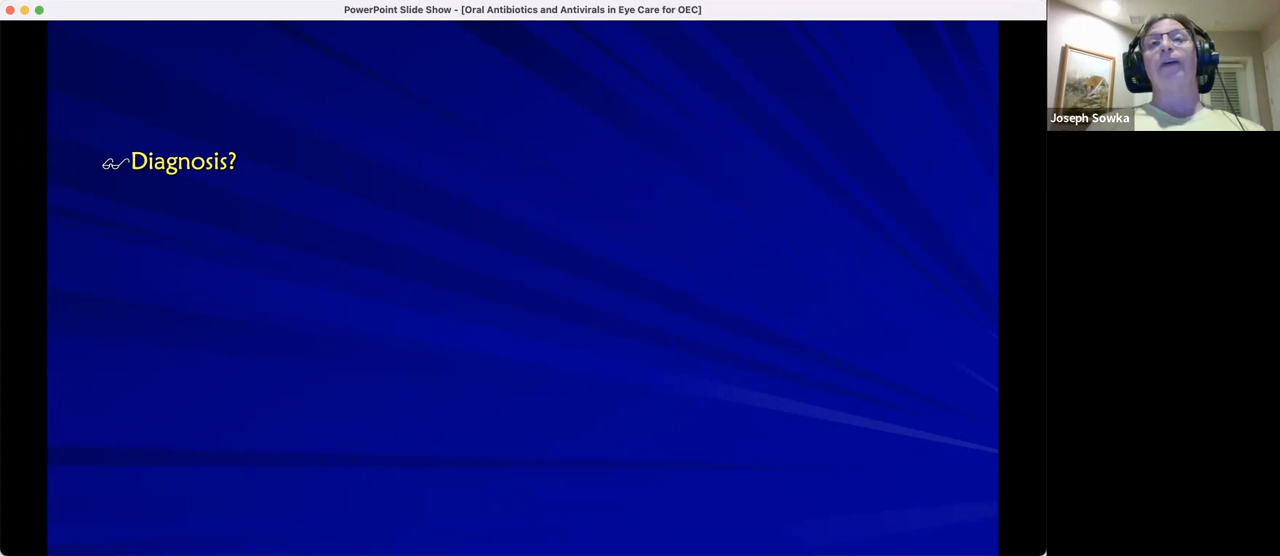 PowerPoint Slide Show - [Oral Antibiotics and Antivirals in Eye Care for OEC]
Diagnosis?
Joseph Sowka